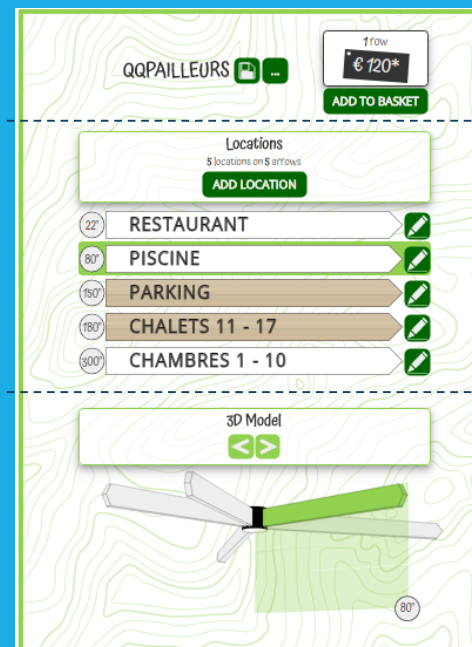 1 row
QQPAILLEURS ...
€ 120*
ADD TO BASKET
Locations
5 locations on 5 arrows
ADD LOCATION
22° RESTAURANT
80° PISCINE
150° PARKING
180° CHALETS 11 - 17
300° CHAMBRES 1 - 10
3D Model
< >
80°